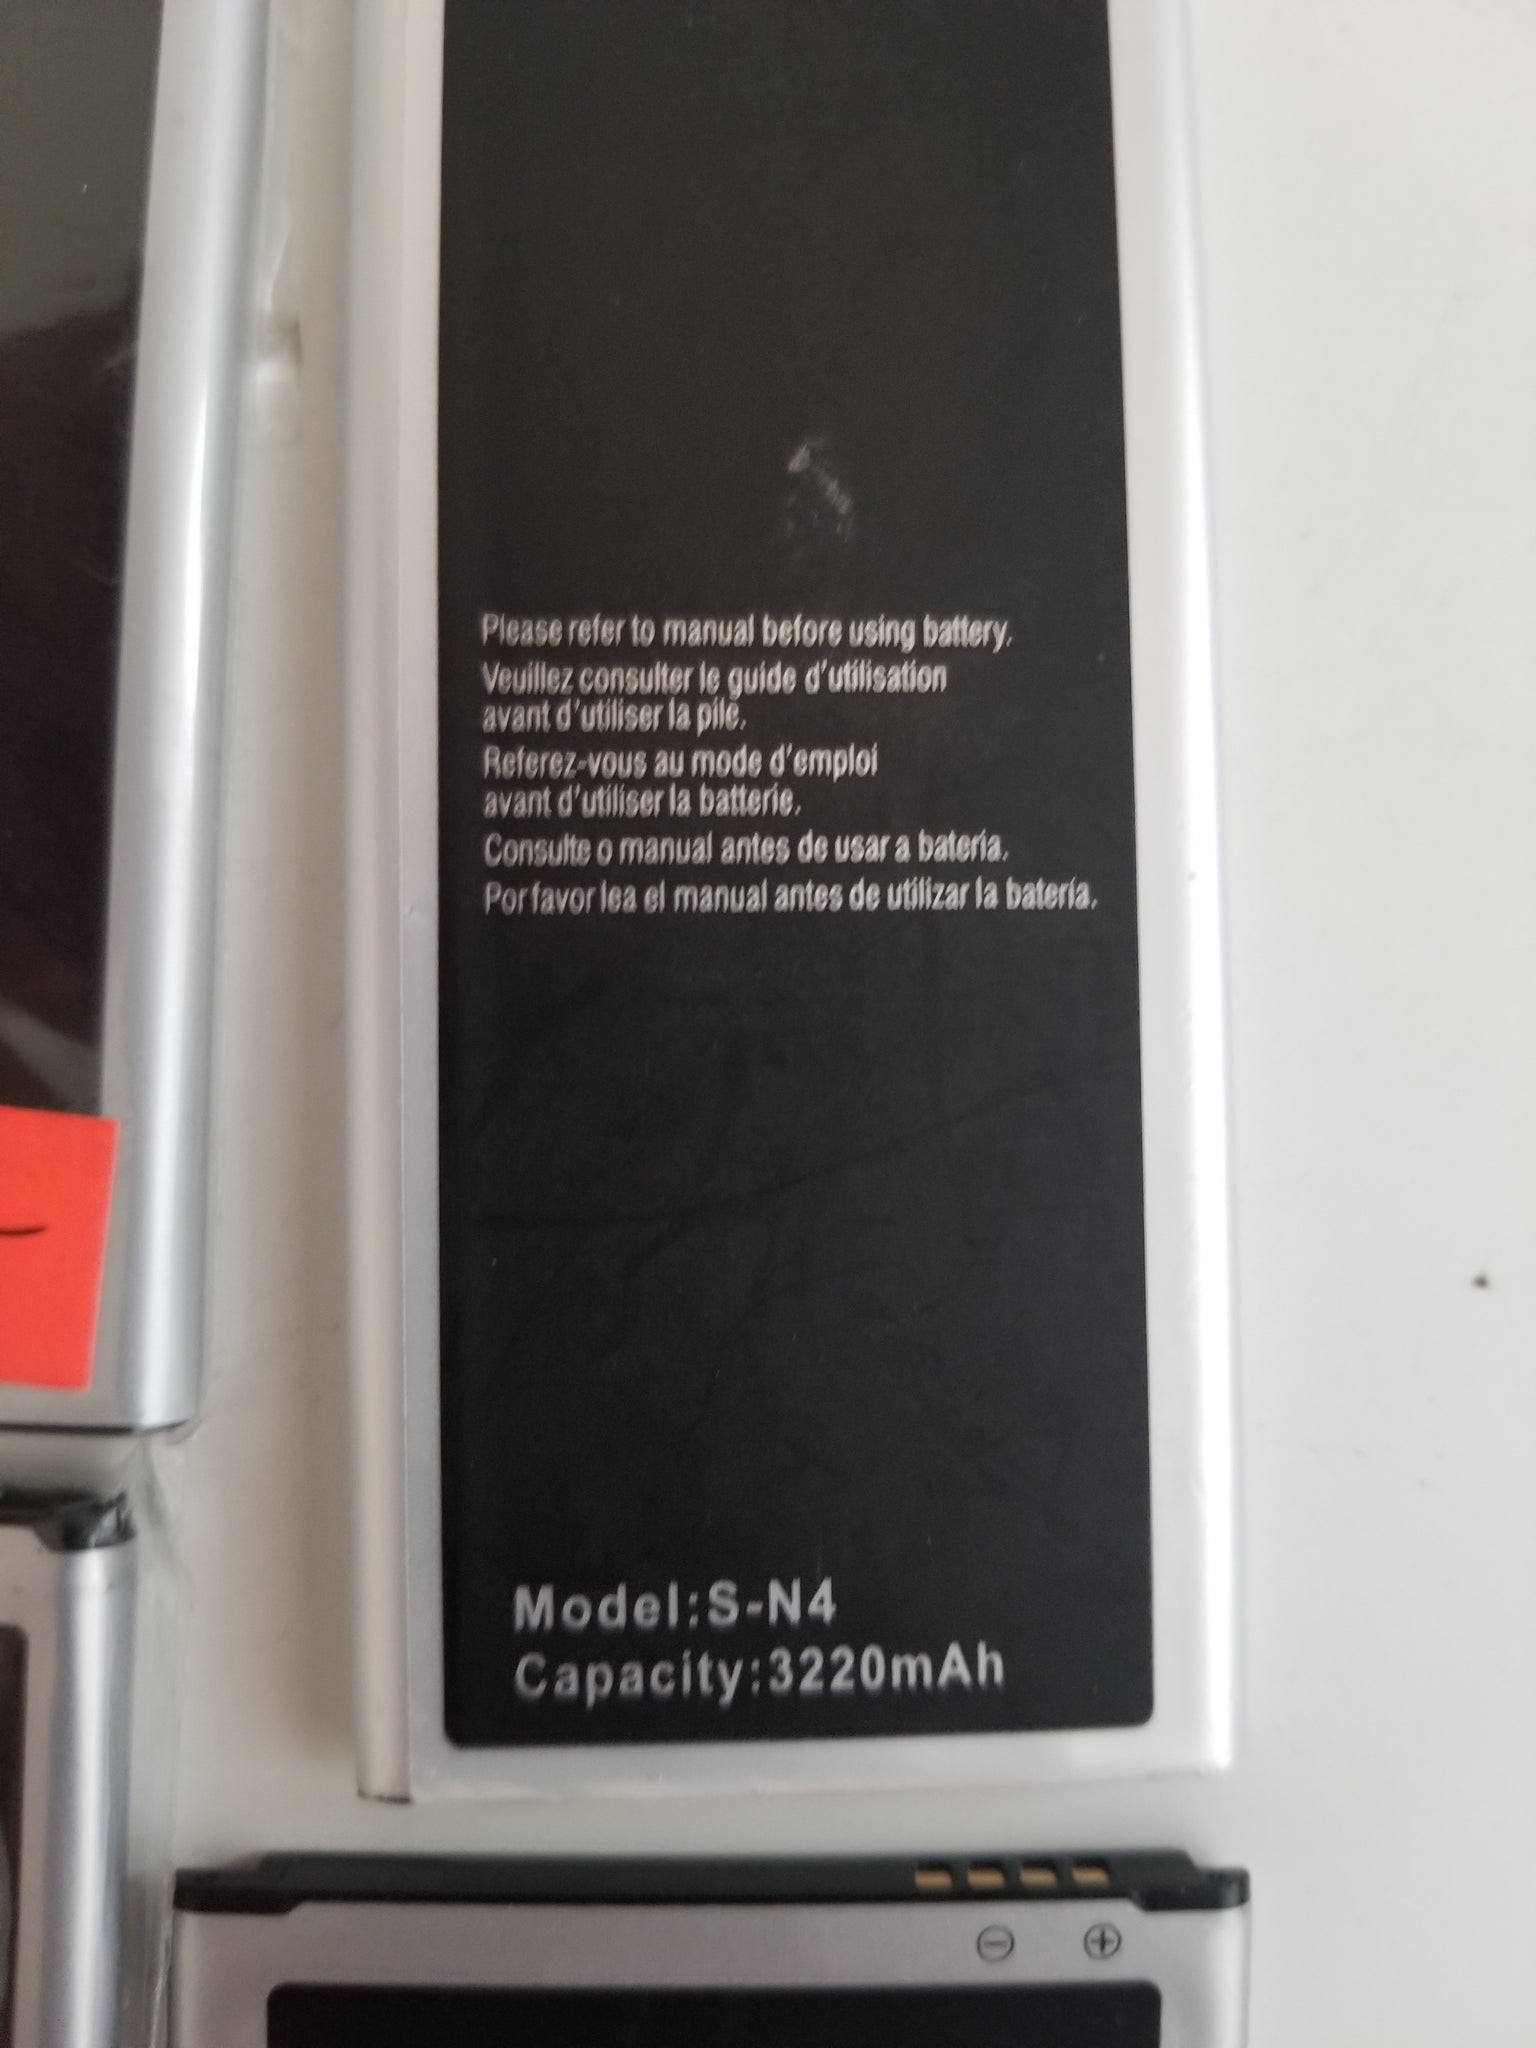 Please refer to manual before using battery.
Veuillez consulter le guide d'utilisation
avant d'utiliser la pile.
Referez-vous au mode d'emploi
avant d'utiliser la batterie.
Consulte o manual antes de usar a bateria.
Por favor lea el manual antes de utilizar la batería.
Model:S-N4
Capacity:3220mAh
⊖ ⊕